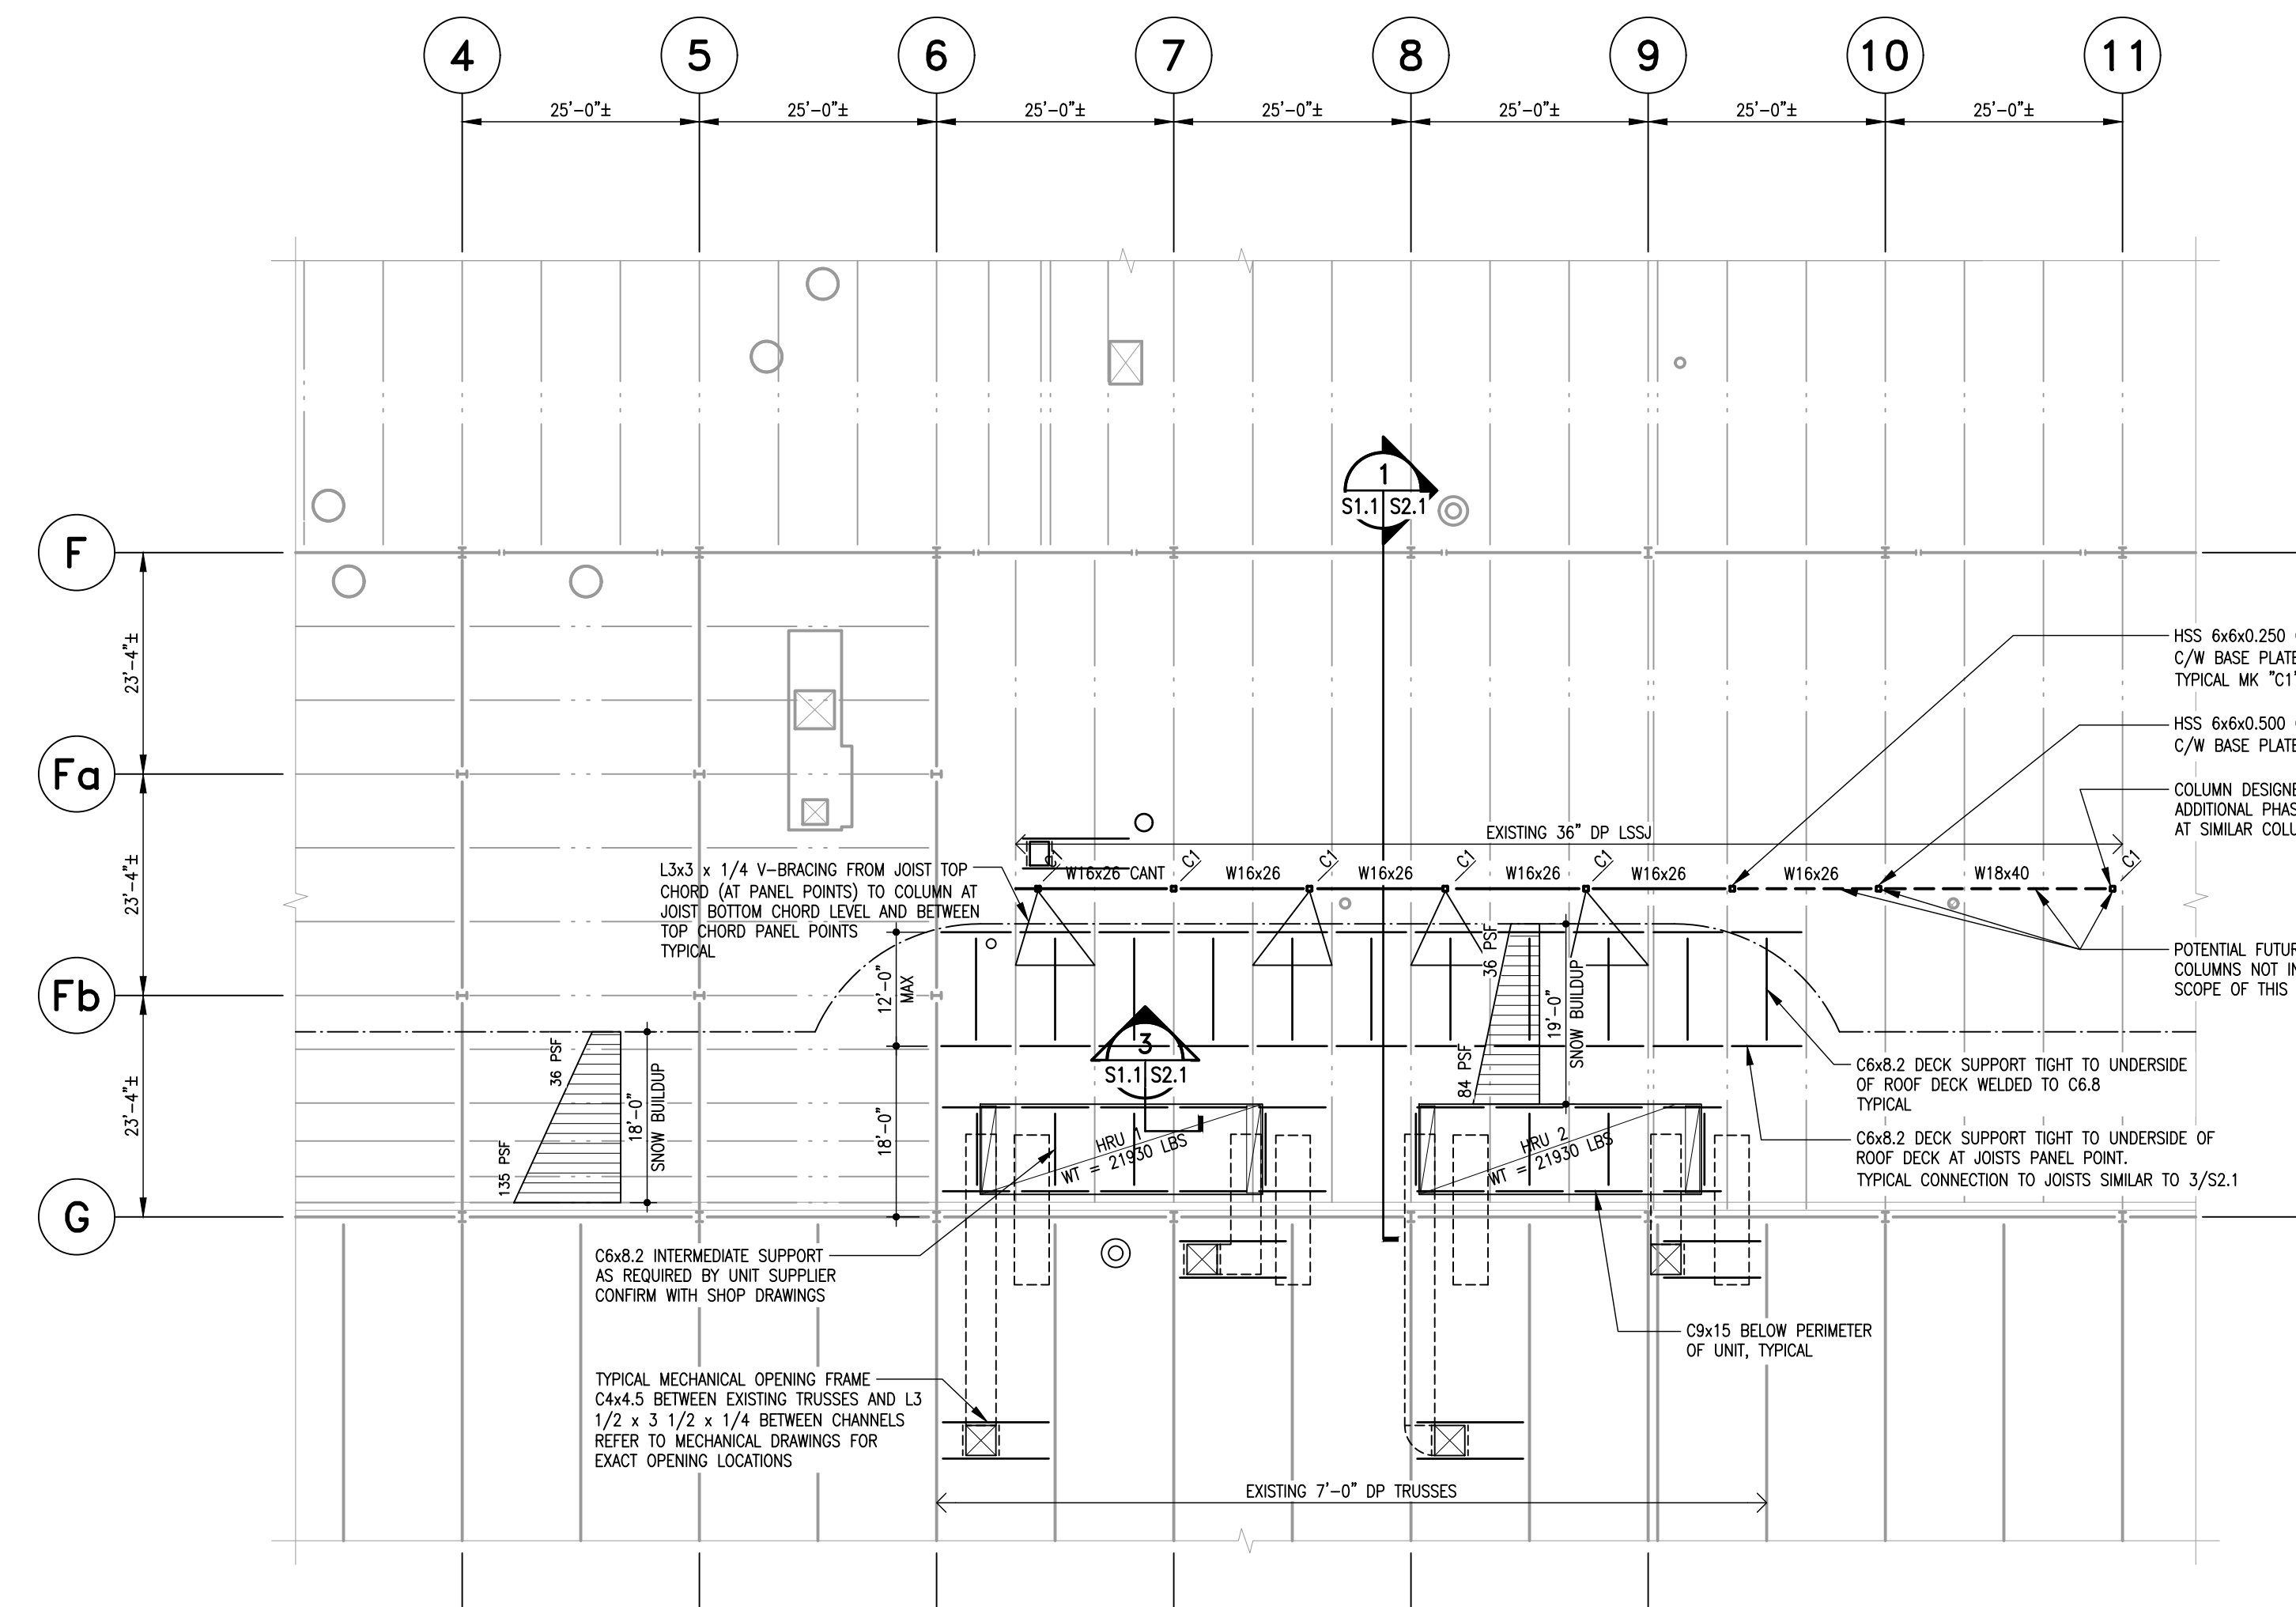 4 5 6 7 8 9 10 11
25'-0"± 25'-0"± 25'-0"± 25'-0"± 25'-0"± 25'-0"± 25'-0"±
1
S1.1 S2.1
F
23'-4"±
HSS 6x6x0.250
C/W BASE PLATE
TYPICAL MK "C1"
HSS 6x6x0.500
C/W BASE PLATE
Fa
COLUMN DESIGNE
ADDITIONAL PHAS
AT SIMILAR COLU
EXISTING 36" DP LSSJ
C1 C1 C1 C1 C1 C1
W16x26 CANT W16x26 W16x26 W16x26 W16x26 W16x26 W18x40
L3x3 x 1/4 V-BRACING FROM JOIST TOP
CHORD (AT PANEL POINTS) TO COLUMN AT
JOIST BOTTOM CHORD LEVEL AND BETWEEN
TOP CHORD PANEL POINTS
TYPICAL
23'-4"±
POTENTIAL FUTUR
COLUMNS NOT IN
SCOPE OF THIS
12'-0"
MAX
36 PSF
84 PSF
19'-0"
SNOW BUILDUP
Fb
3
S1.1 S2.1
36 PSF
135 PSF
18'-0"
SNOW BUILDUP
18'-0"
23'-4"±
C6x8.2 DECK SUPPORT TIGHT TO UNDERSIDE
OF ROOF DECK WELDED TO C6.8
TYPICAL
HRU 1
WT = 21930 LBS
HRU 2
WT = 21930 LBS
C6x8.2 DECK SUPPORT TIGHT TO UNDERSIDE OF
ROOF DECK AT JOISTS PANEL POINT.
TYPICAL CONNECTION TO JOISTS SIMILAR TO 3/S2.1
G
C6x8.2 INTERMEDIATE SUPPORT
AS REQUIRED BY UNIT SUPPLIER
CONFIRM WITH SHOP DRAWINGS
C9x15 BELOW PERIMETER
OF UNIT, TYPICAL
TYPICAL MECHANICAL OPENING FRAME
C4x4.5 BETWEEN EXISTING TRUSSES AND L3
1/2 x 3 1/2 x 1/4 BETWEEN CHANNELS
REFER TO MECHANICAL DRAWINGS FOR
EXACT OPENING LOCATIONS
EXISTING 7'-0" DP TRUSSES